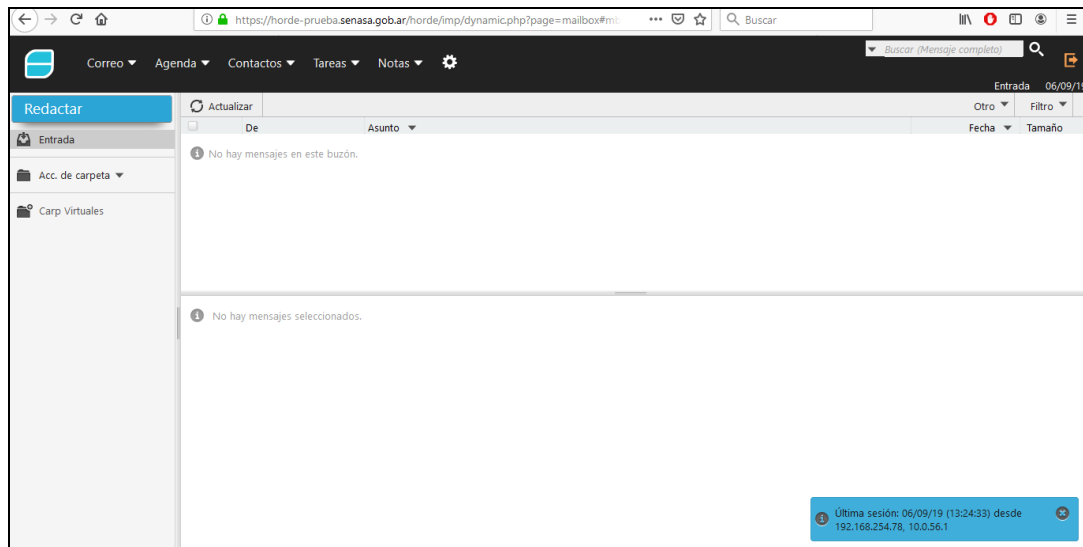 https://horde-prueba.senasa.gob.ar/horde/imp/dynamic.php?page=mailbox#mb
Buscar
Correo Agenda Contactos Tareas Notas
Buscar (Mensaje completo)
Entrada 06/09/19
Redactar
Actualizar
Otro Filtro
De Asunto Fecha Tamaño
Entrada
No hay mensajes en este buzón.
Acc. de carpeta
Carp Virtuales
No hay mensajes seleccionados.
Última sesión: 06/09/19 (13:24:33) desde
192.168.254.78, 10.0.56.1